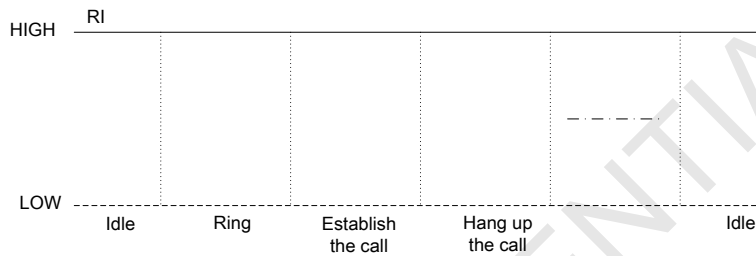 RI
HIGH
LOW
Idle
Ring
Establish
the call
Hang up
the call
Idle